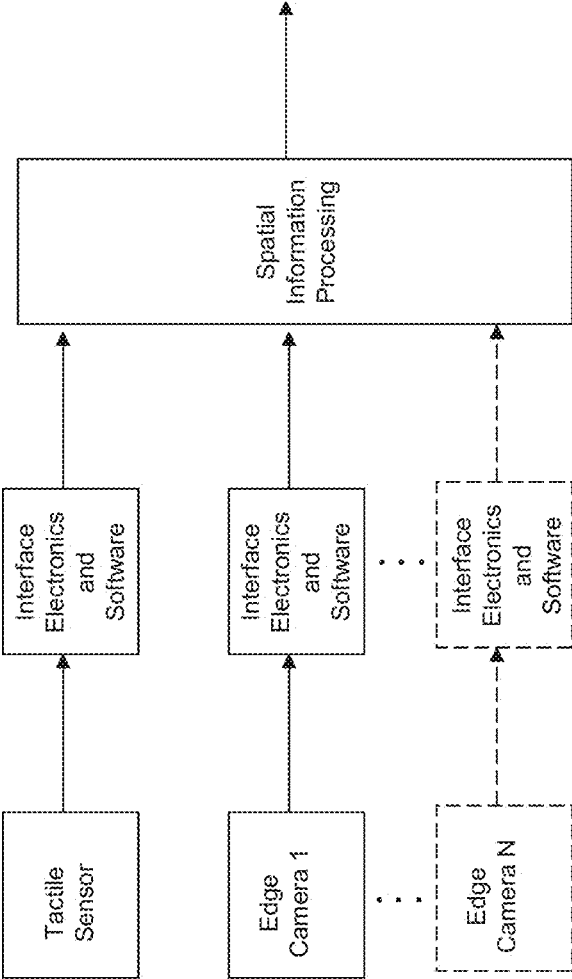 Tactile
Sensor
Interface
Electronics
and
Software
Edge
Camera 1
Interface
Electronics
and
Software
Edge
Camera N
Interface
Electronics
and
Software
Spatial
Information
Processing